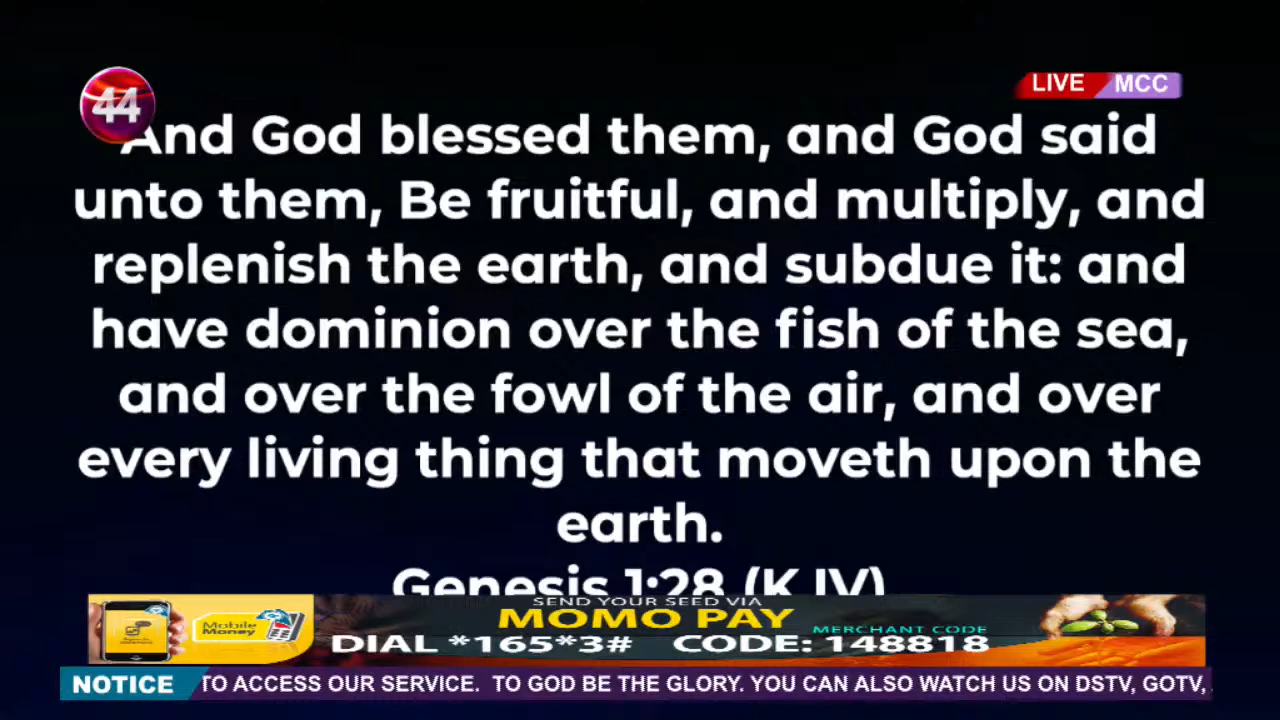 44
LIVE MCC
And God blessed them, and God said
unto them, Be fruitful, and multiply, and
replenish the earth, and subdue it: and
have dominion over the fish of the sea,
and over the fowl of the air, and over
every living thing that moveth upon the
earth.
Genesis 1:28 (KJV)
Mobile
Money
SEND YOUR SEED VIA
MOMO PAY
MERCHANT CODE
DIAL *165*3# CODE: 148818
NOTICE TO ACCESS OUR SERVICE. TO GOD BE THE GLORY. YOU CAN ALSO WATCH US ON DSTV, GOTV,